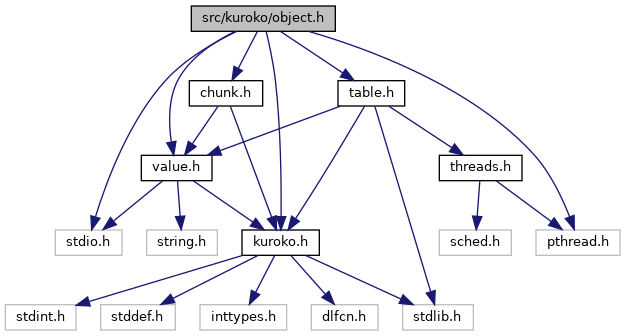 src/kuroko/object.h
chunk.h
table.h
value.h
threads.h
stdio.h
string.h
kuroko.h
sched.h
pthread.h
stdint.h
stddef.h
inttypes.h
dlfcn.h
stdlib.h